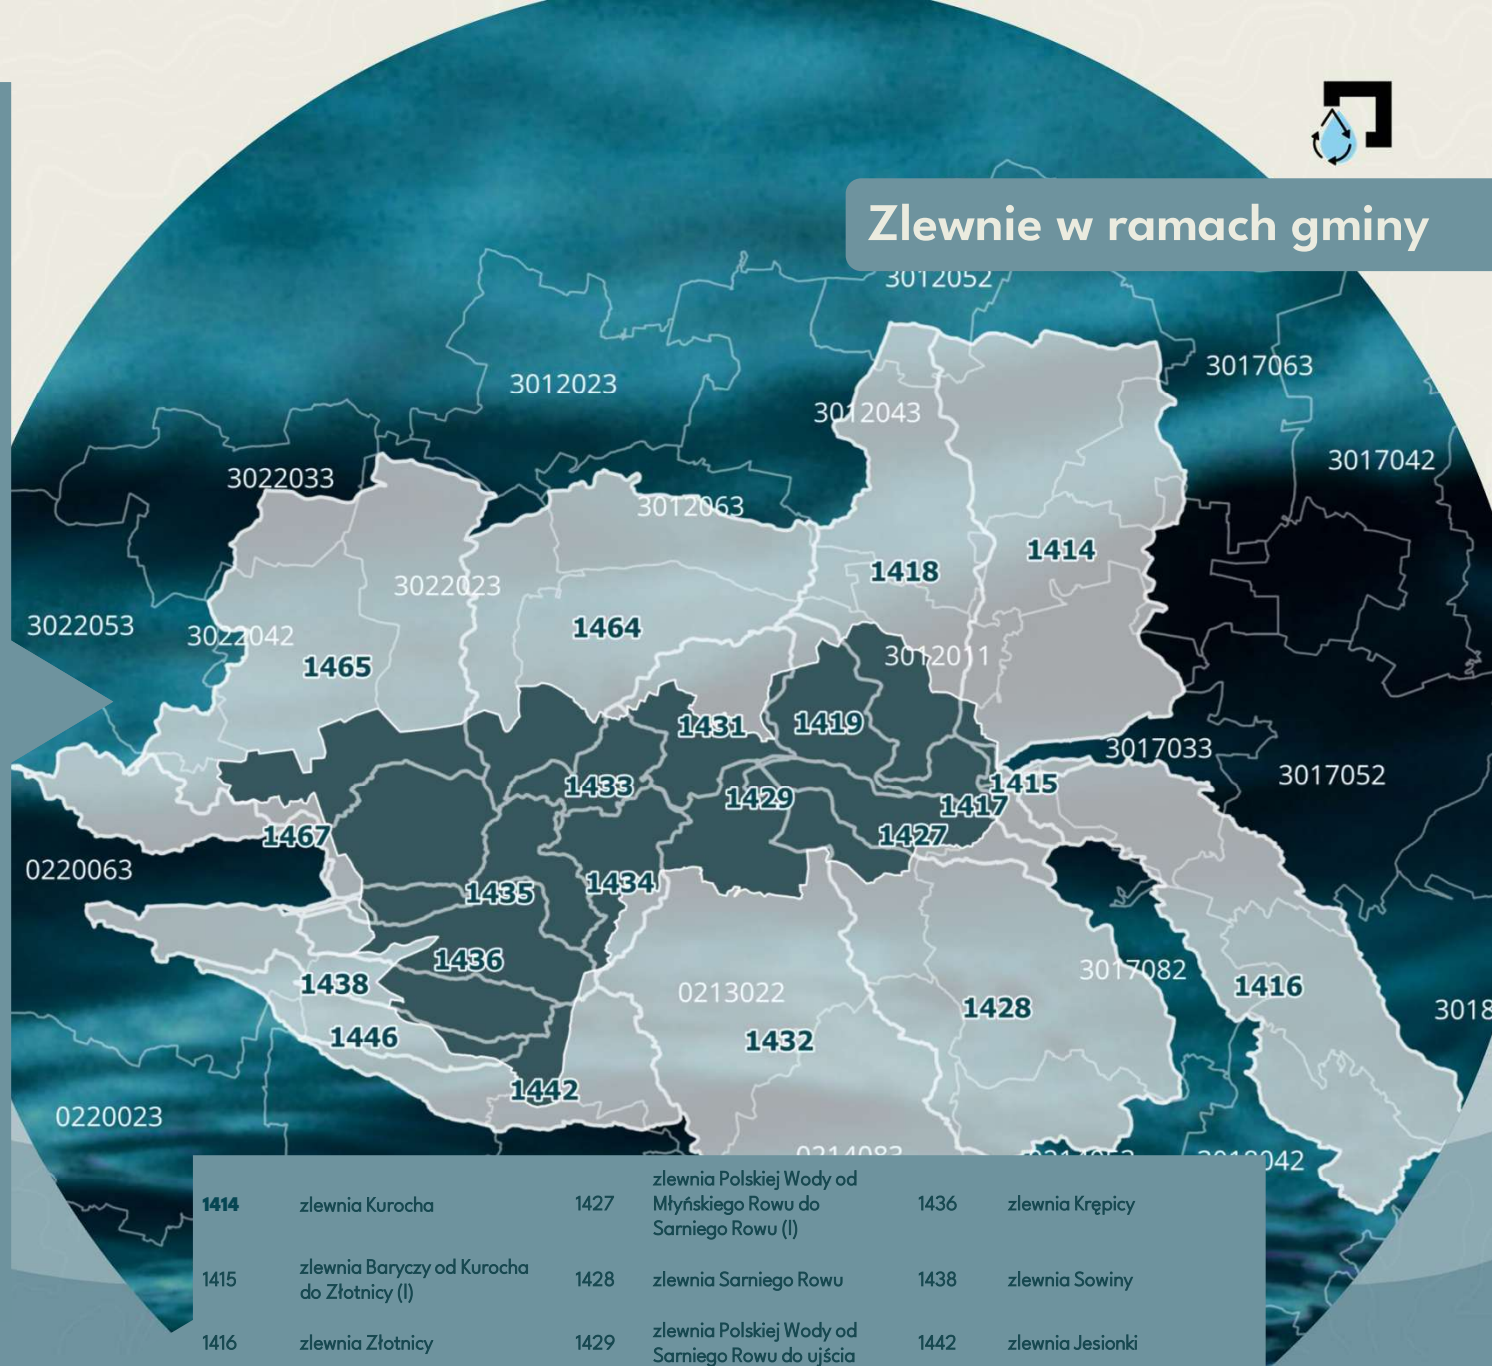 Zlewnie w ramach gminy
3012052
3017063
3012023
3012043
3017042
3022033
3012063
1414
1418
3022023
3022053
3022042
1464
3012011
1465
1431
1419
3017033
3017052
1433
1415
1429
1417
1467
1427
0220063
1434
1435
1436
3017082
1438
0213022
1416
1428
3018
1446
1432
1442
0220023
0214083
1414 zlewnia Kurocha
1427 zlewnia Polskiej Wody od
Młyńskiego Rowu do
Sarniego Rowu (I)
1436 zlewnia Krępicy
1415 zlewnia Baryczy od Kurocha
do Złotnicy (I)
1428 zlewnia Sarniego Rowu
1438 zlewnia Sowiny
1416 zlewnia Złotnicy
1429 zlewnia Polskiej Wody od
Sarniego Rowu do ujścia
1442 zlewnia Jesionki